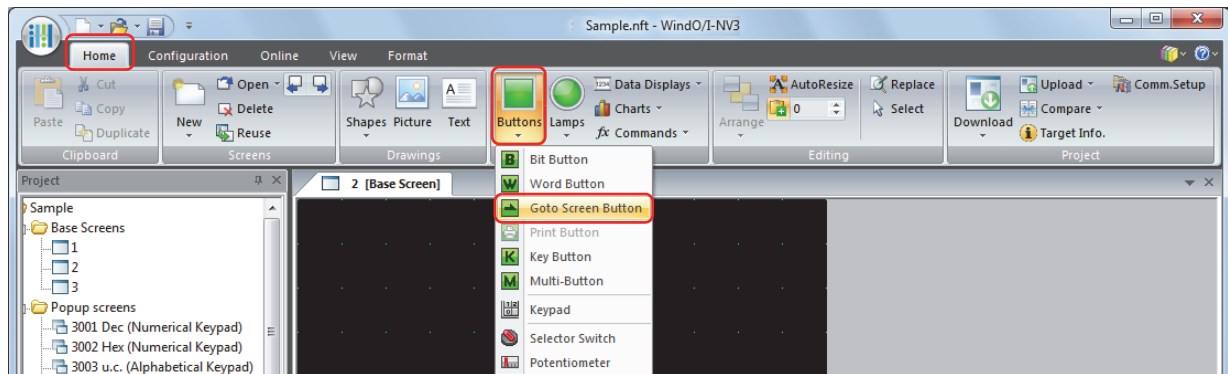 Sample.nft - WindO/I-NV3
Home Configuration Online View Format
Paste
Cut
Copy
Duplicate
Clipboard
New
Open
Delete
Reuse
Screens
Shapes Picture Text
Drawings
Buttons Lamps
1234 Data Displays
Charts
fx Commands
Arrange
AutoResize
0
Replace
Select
Editing
Download
Upload
Compare
Target Info.
Comm.Setup
Project
Project
Sample
Base Screens
1
2
3
Popup screens
3001 Dec (Numerical Keypad)
3002 Hex (Numerical Keypad)
3003 u.c. (Alphabetical Keypad)
2 [Base Screen]
B Bit Button
W Word Button
Goto Screen Button
Print Button
K Key Button
M Multi-Button
Keypad
Selector Switch
Potentiometer